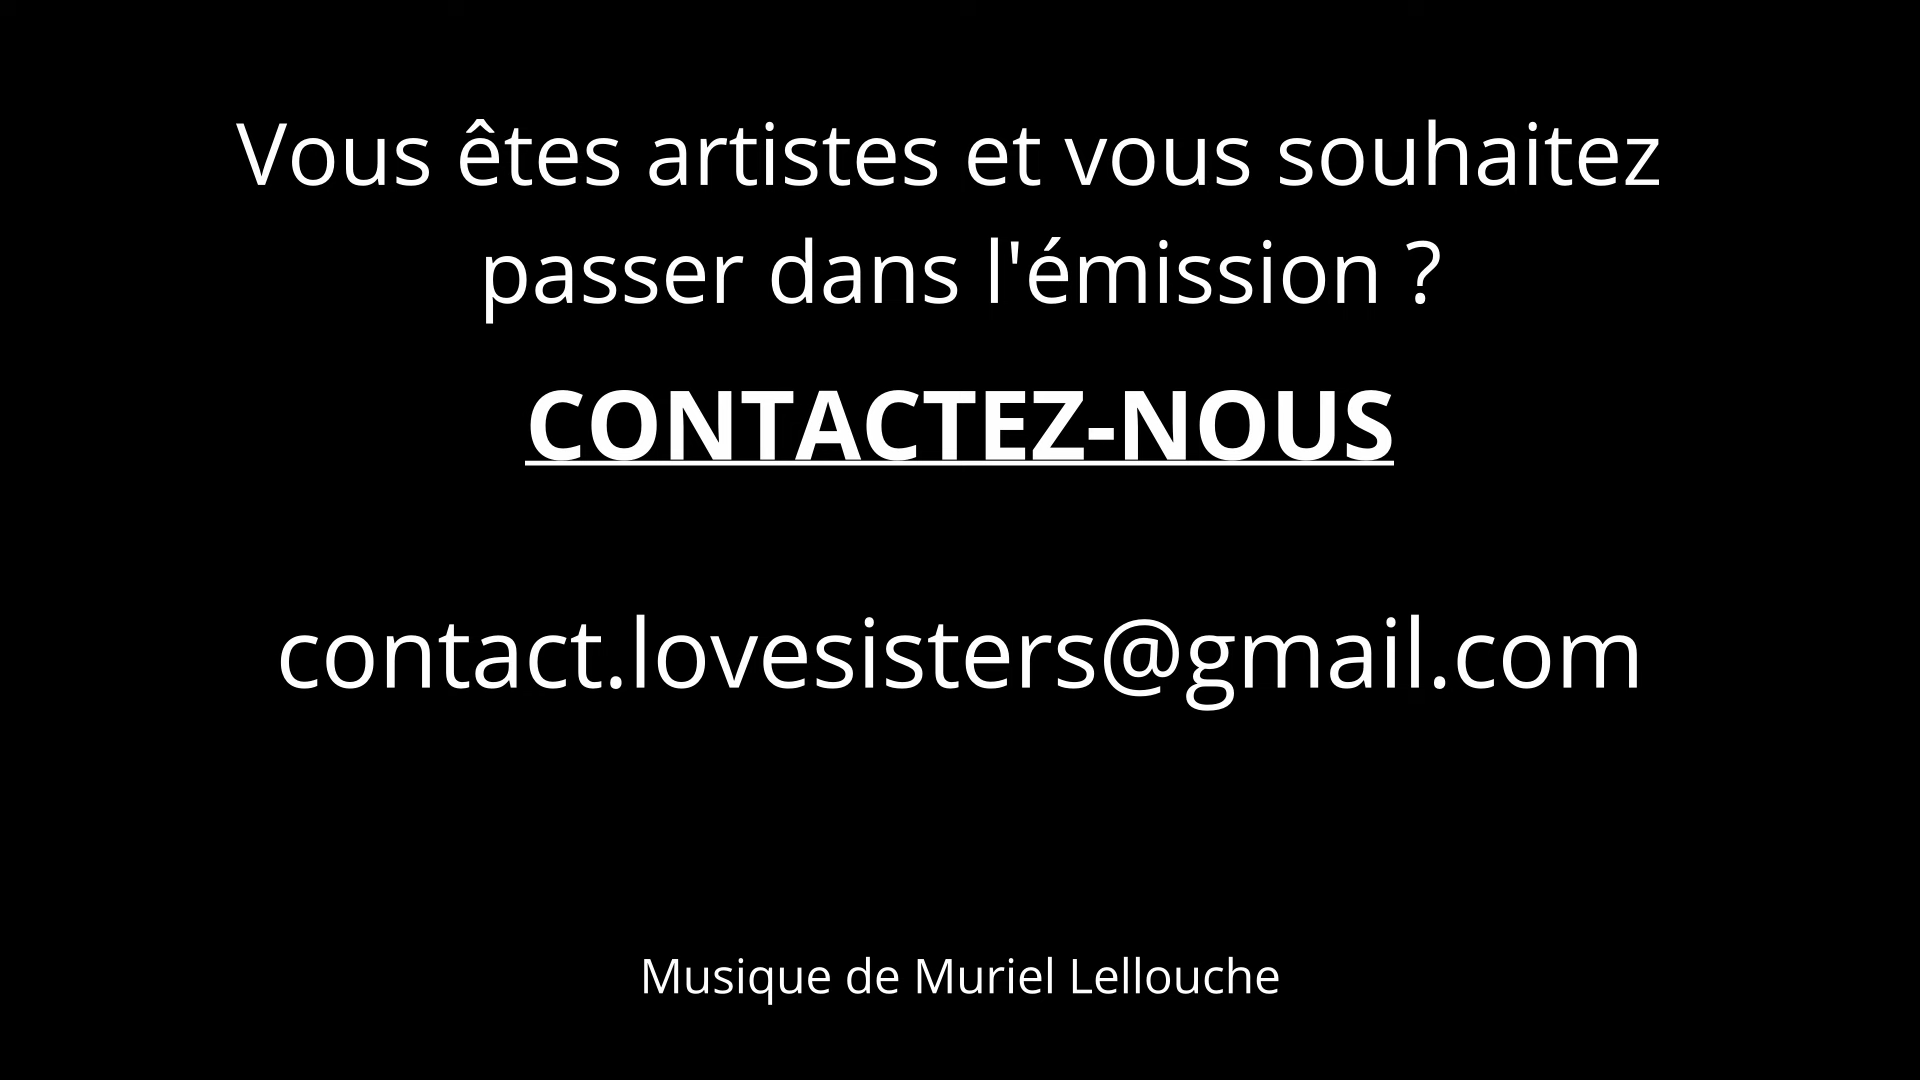 Vous êtes artistes et vous souhaitez
passer dans l'émission ?
CONTACTEZ-NOUS
contact.lovesisters@gmail.com
Musique de Muriel Lellouche